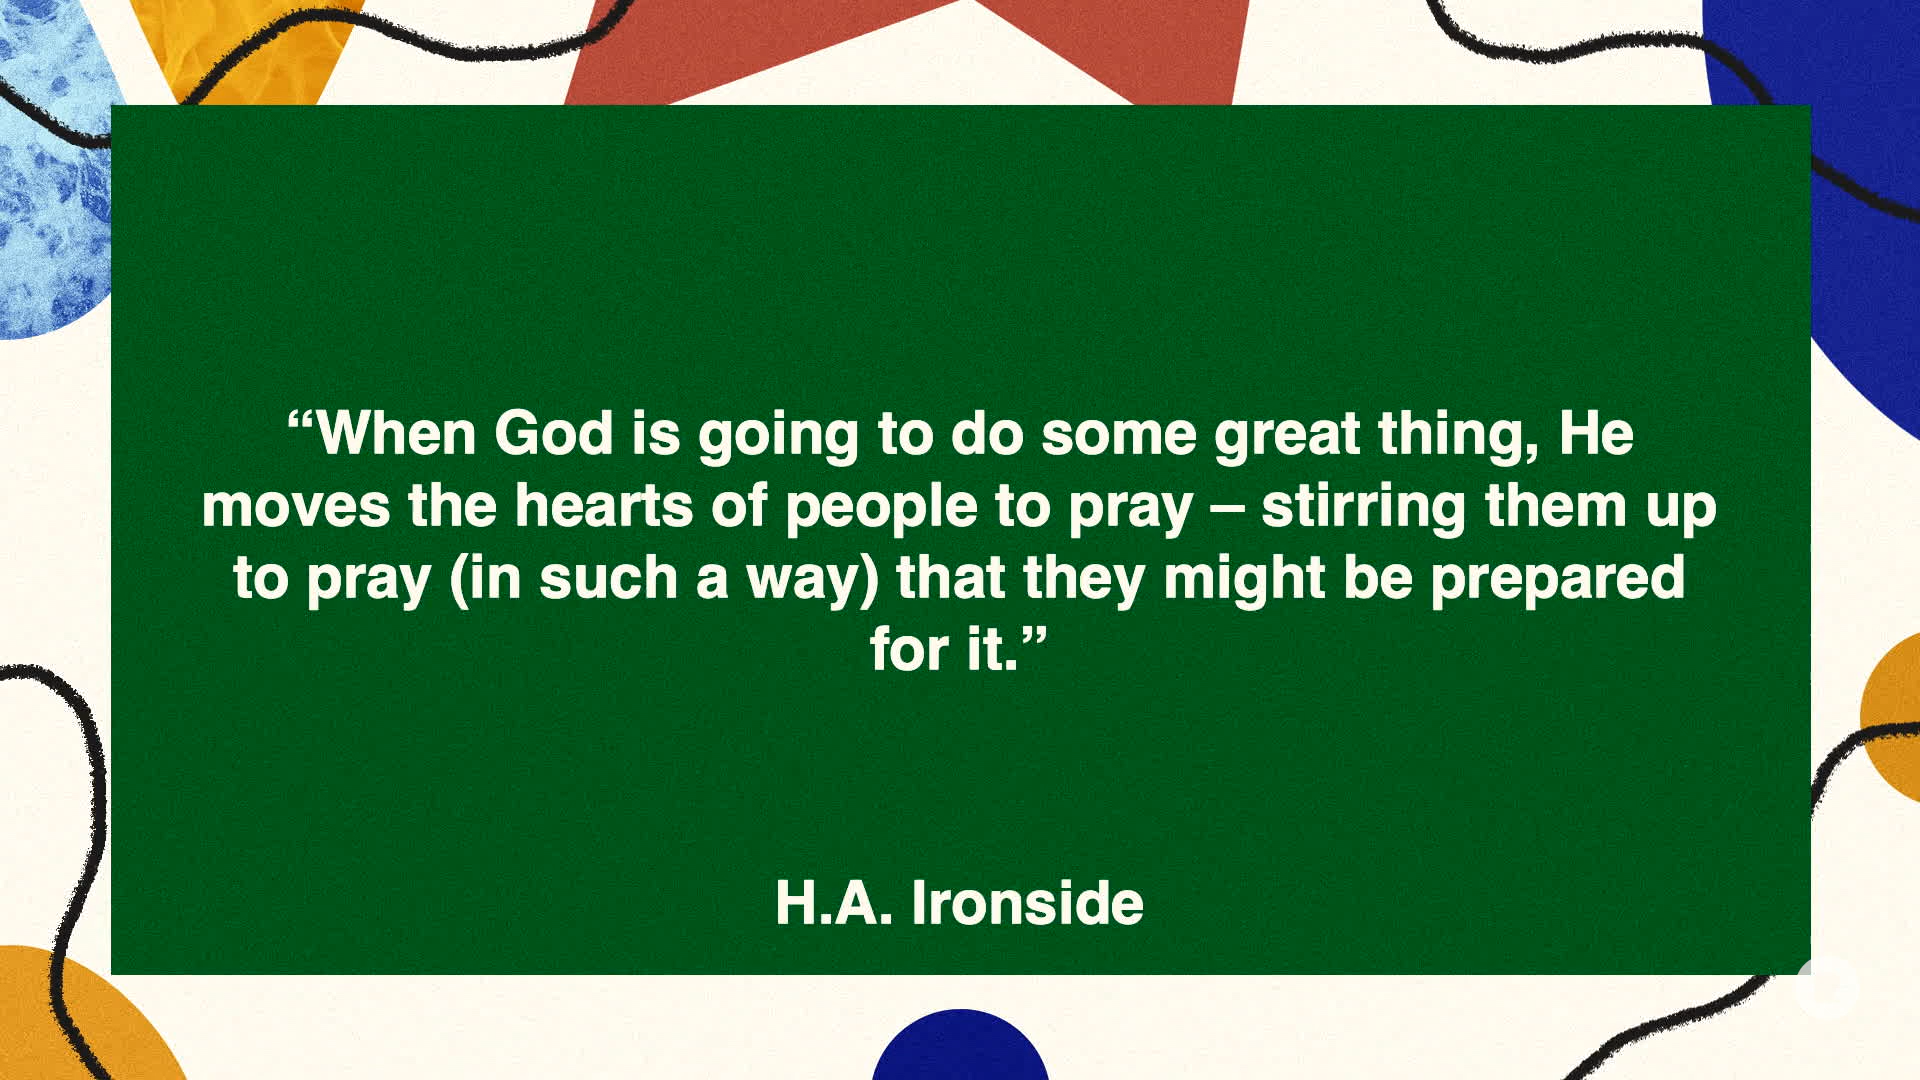 “When God is going to do some great thing, He
moves the hearts of people to pray – stirring them up
to pray (in such a way) that they might be prepared
for it.”
H.A. Ironside